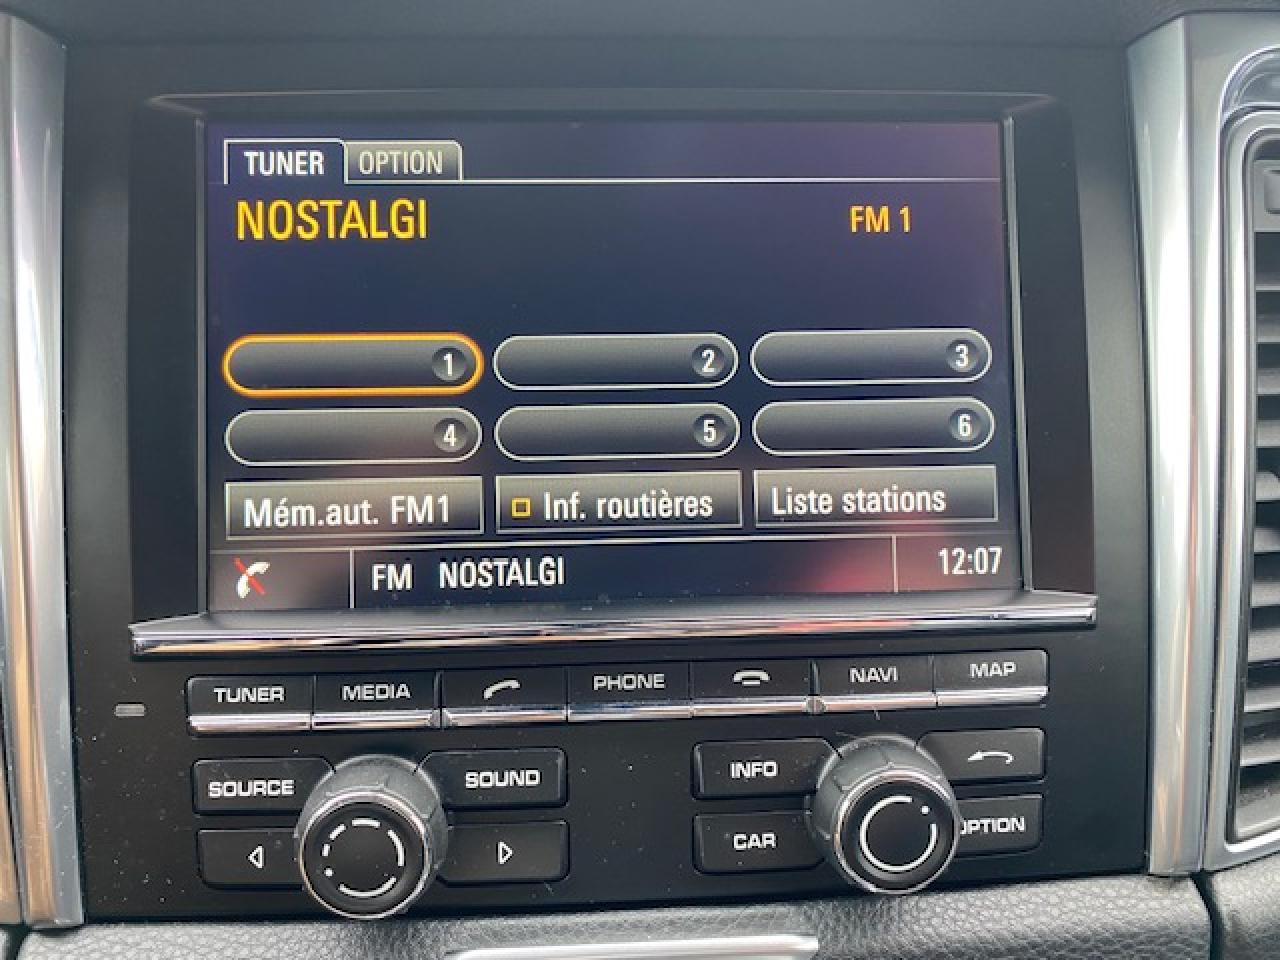 TUNER OPTION
NOSTALGI FM 1
1 2 3
4 5 6
Mém.aut. FM1 Inf. routières Liste stations
FM NOSTALGI 12:07
TUNER MEDIA PHONE NAVI MAP
SOURCE SOUND INFO
CAR OPTION